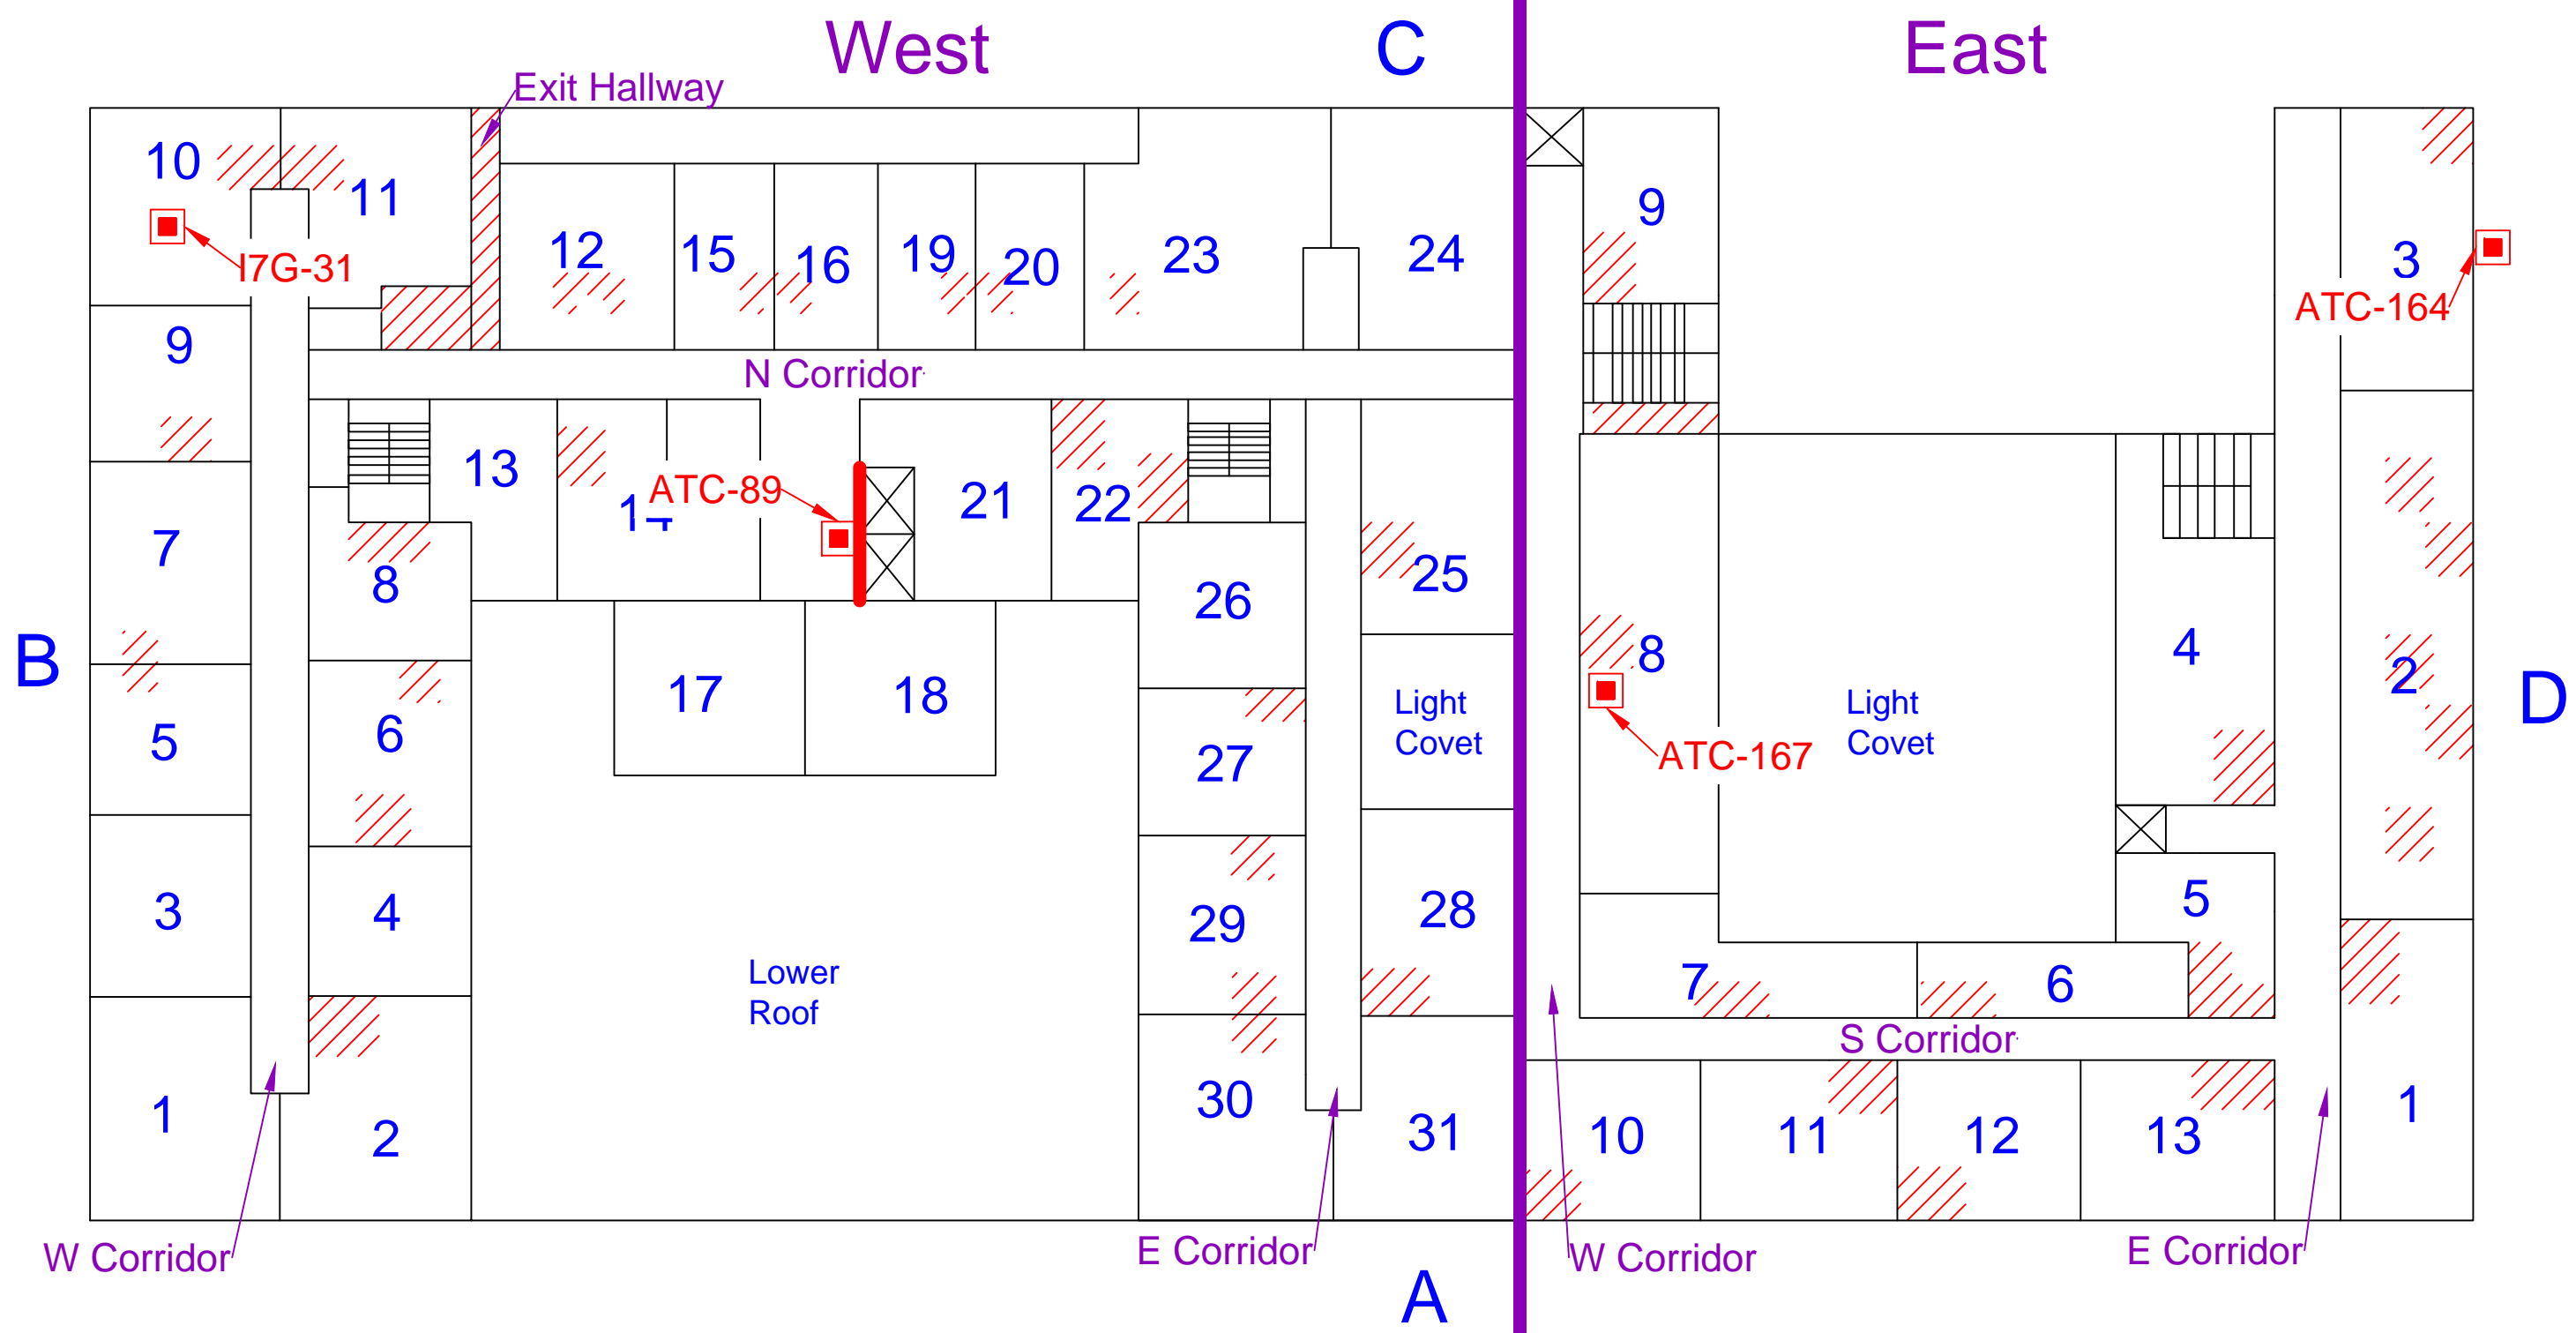 West
C
East
Exit Hallway
10
11
9
3
I7G-31
12
15
16
19
20
23
24
ATC-164
9
N Corridor
13
14
ATC-89
21
22
7
8
25
26
B
17
18
Light
Covet
8
Light
Covet
4
2
D
5
6
27
ATC-167
3
4
29
28
5
Lower
Roof
7
6
S Corridor
1
2
30
31
10
11
12
13
1
W Corridor
E Corridor
W Corridor
E Corridor
A